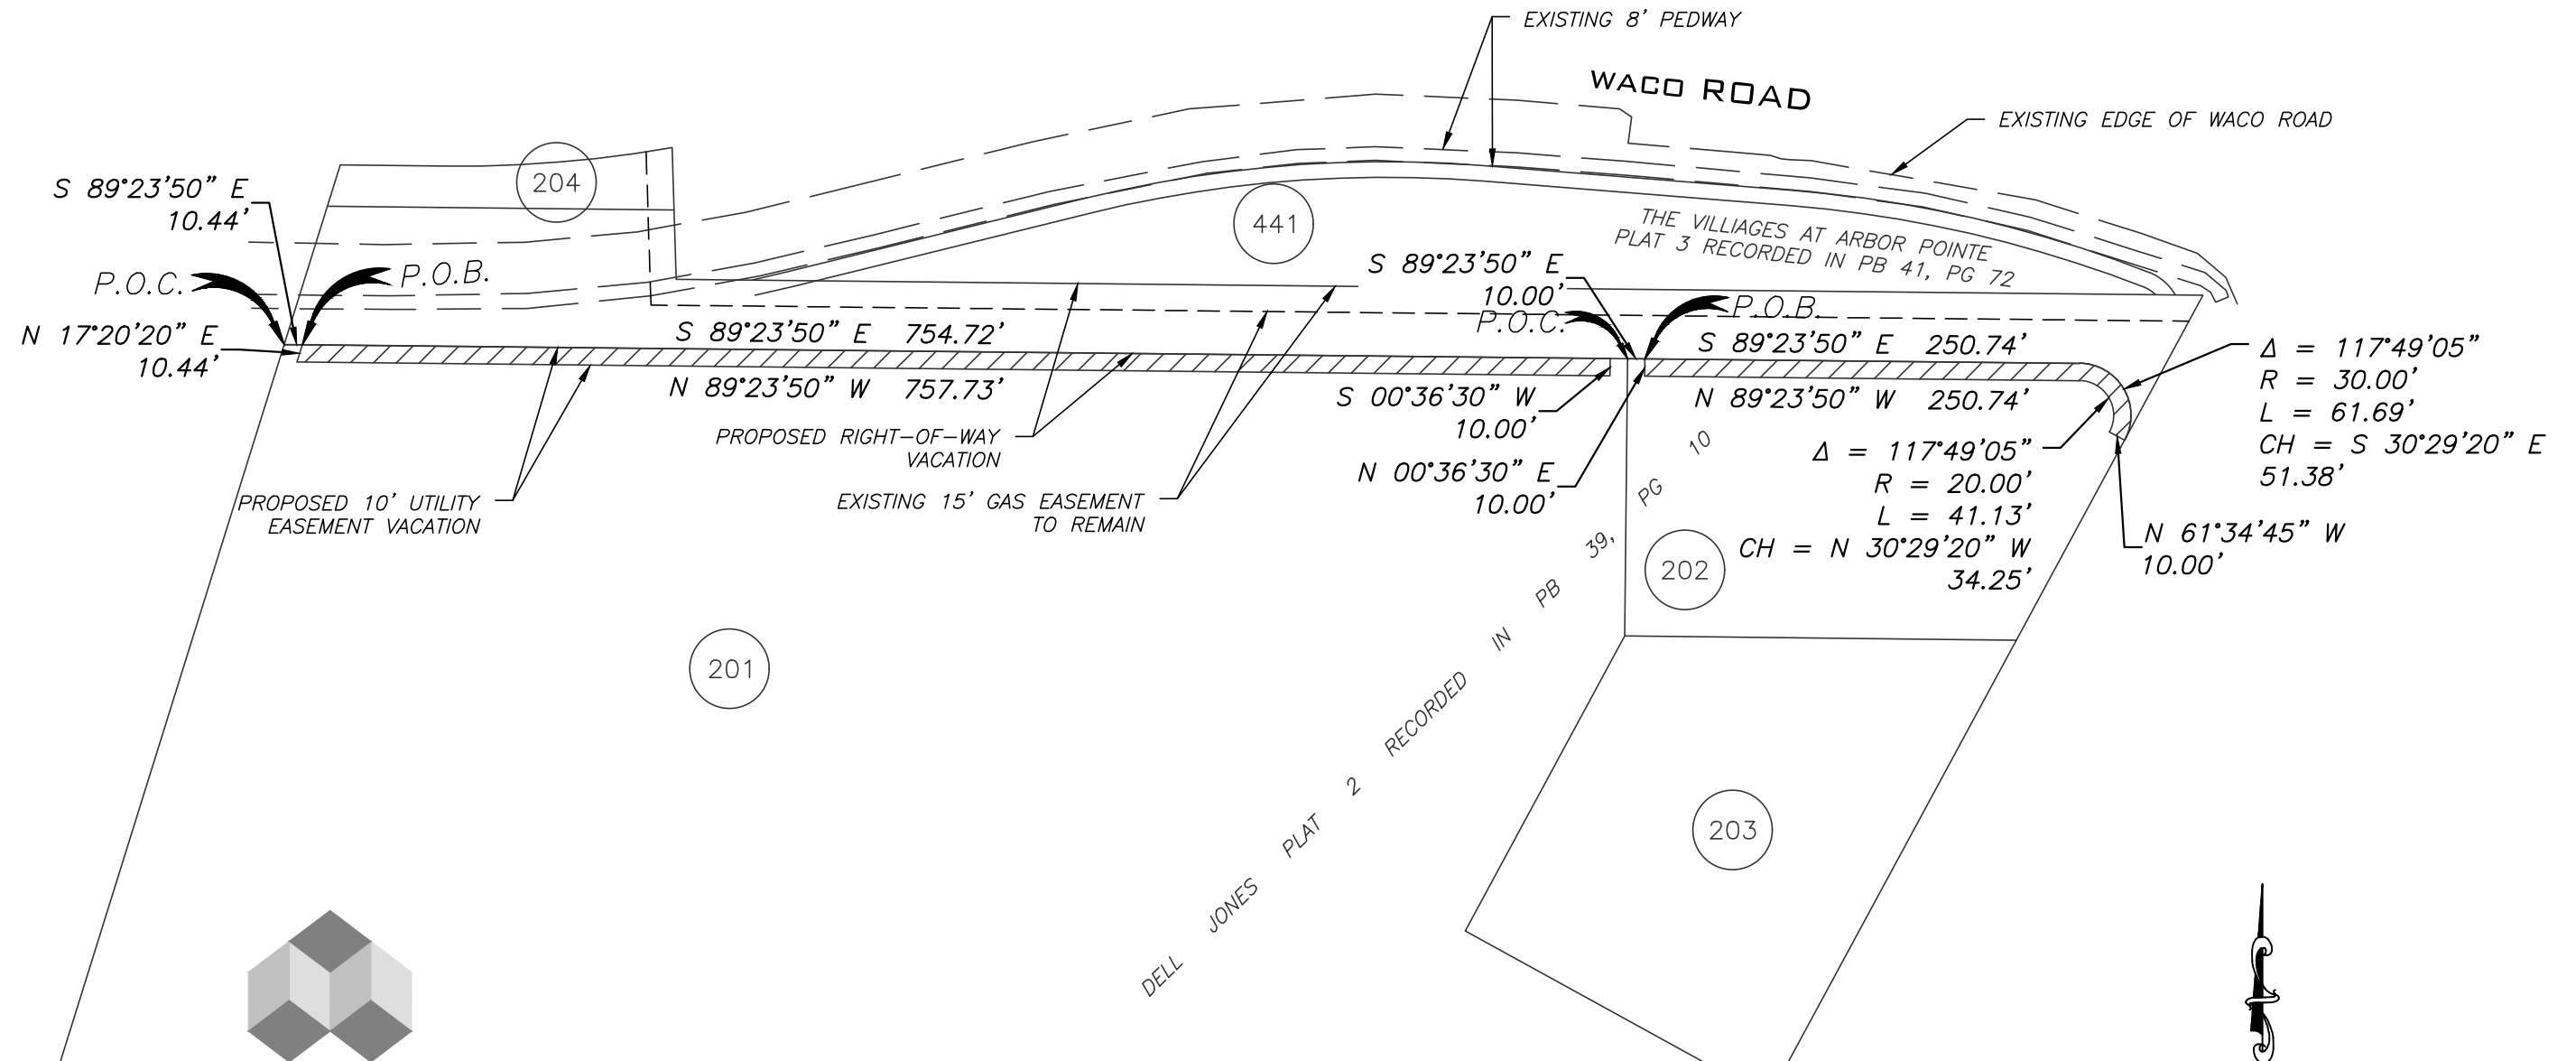 EXISTING 8' PEDWAY
WACO ROAD
EXISTING EDGE OF WACO ROAD
204
S 89°23'50" E
10.44'
441
THE VILLIAGES AT ARBOR POINTE
PLAT 3 RECORDED IN PB 41, PG 72
P.O.C.
P.O.B.
S 89°23'50" E
10.00'
P.O.C.
P.O.B.
N 17°20'20" E
10.44'
S 89°23'50" E 754.72'
N 89°23'50" W 757.73'
S 89°23'50" E 250.74'
N 89°23'50" W 250.74'
Δ = 117°49'05"
R = 30.00'
L = 61.69'
CH = S 30°29'20" E
51.38'
S 00°36'30" W
10.00'
PROPOSED RIGHT-OF-WAY
VACATION
N 00°36'30" E
10.00'
Δ = 117°49'05"
R = 20.00'
L = 41.13'
CH = N 30°29'20" W
34.25'
PROPOSED 10' UTILITY
EASEMENT VACATION
EXISTING 15' GAS EASEMENT
TO REMAIN
N 61°34'45" W
10.00'
202
201
203
DELL JONES PLAT 2 RECORDED IN PB 39, PG 10